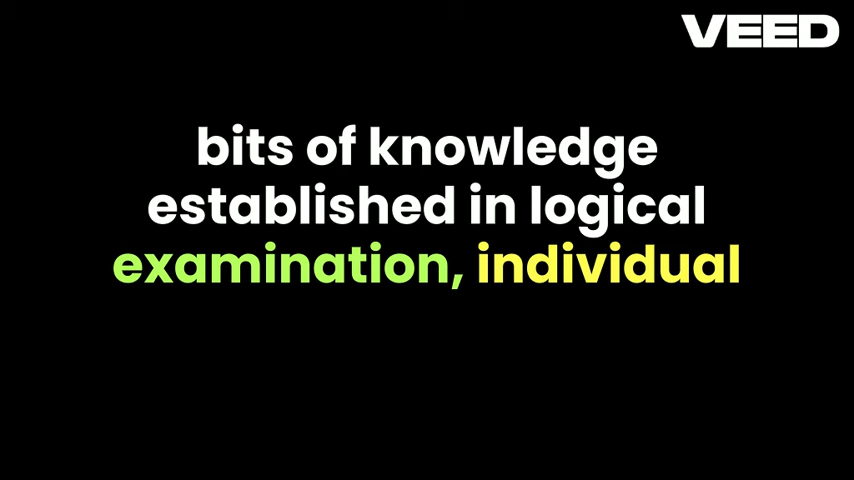 VEED
bits of knowledge
established in logical
examination, individual